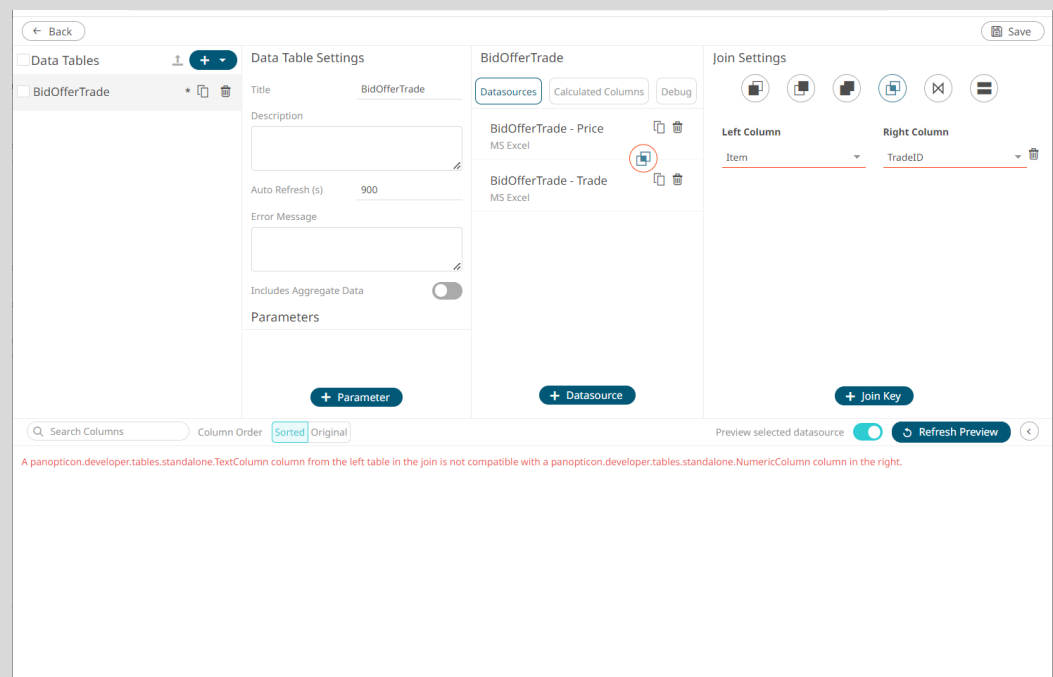 Back
Save
Data Tables
BidOfferTrade *
Data Table Settings
Title BidOfferTrade
Description
Auto Refresh (s) 900
Error Message
Includes Aggregate Data
Parameters
+ Parameter
BidOfferTrade
Datasources Calculated Columns Debug
BidOfferTrade - Price
MS Excel
BidOfferTrade - Trade
MS Excel
+ Datasource
Join Settings
Left Column Right Column
Item TradeID
+ Join Key
Search Columns Column Order Sorted Original Preview selected datasource Refresh Preview
A panopticon.developer.tables.standalone.TextColumn column from the left table in the join is not compatible with a panopticon.developer.tables.standalone.NumericColumn column in the right.